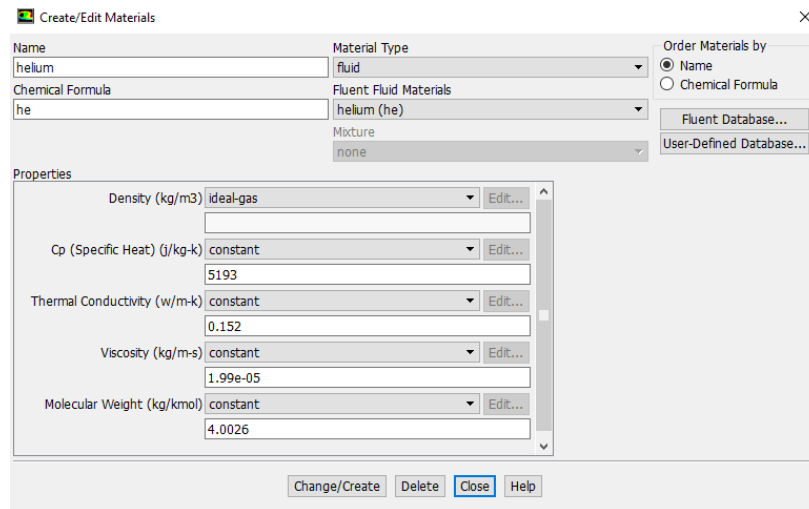 Create/Edit Materials
Name
Material Type
Order Materials by
helium
fluid
Name
Chemical Formula
Fluent Fluid Materials
Chemical Formula
he
helium (he)
Fluent Database...
Mixture
User-Defined Database...
none
Properties
Density (kg/m3) ideal-gas Edit...
Cp (Specific Heat) (j/kg-k) constant Edit...
5193
Thermal Conductivity (w/m-k) constant Edit...
0.152
Viscosity (kg/m-s) constant Edit...
1.99e-05
Molecular Weight (kg/kmol) constant Edit...
4.0026
Change/Create Delete Close Help